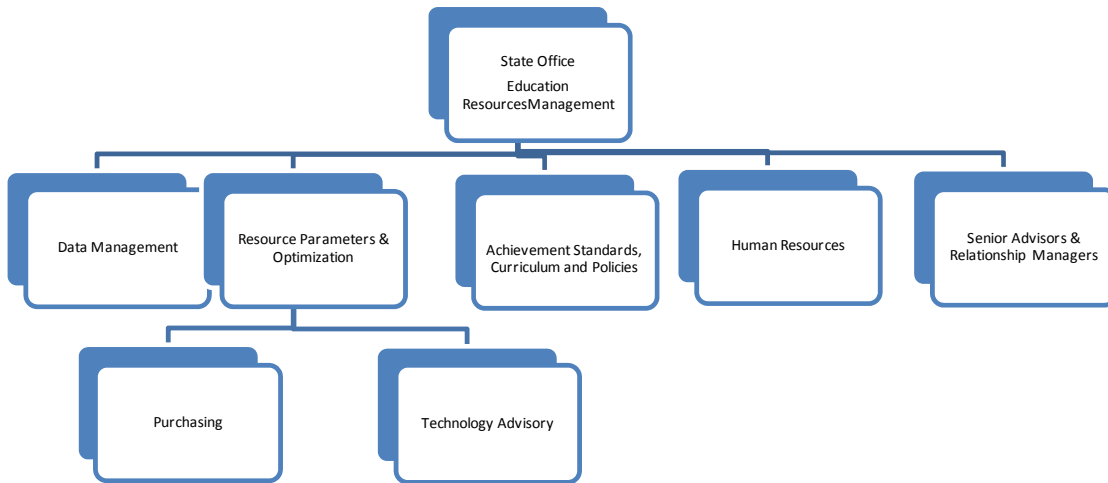 State Office
Education
ResourcesManagement
Data Management
Resource Parameters &
Optimization
Achievement Standards,
Curriculum and Policies
Human Resources
Senior Advisors &
Relationship Managers
Purchasing
Technology Advisory